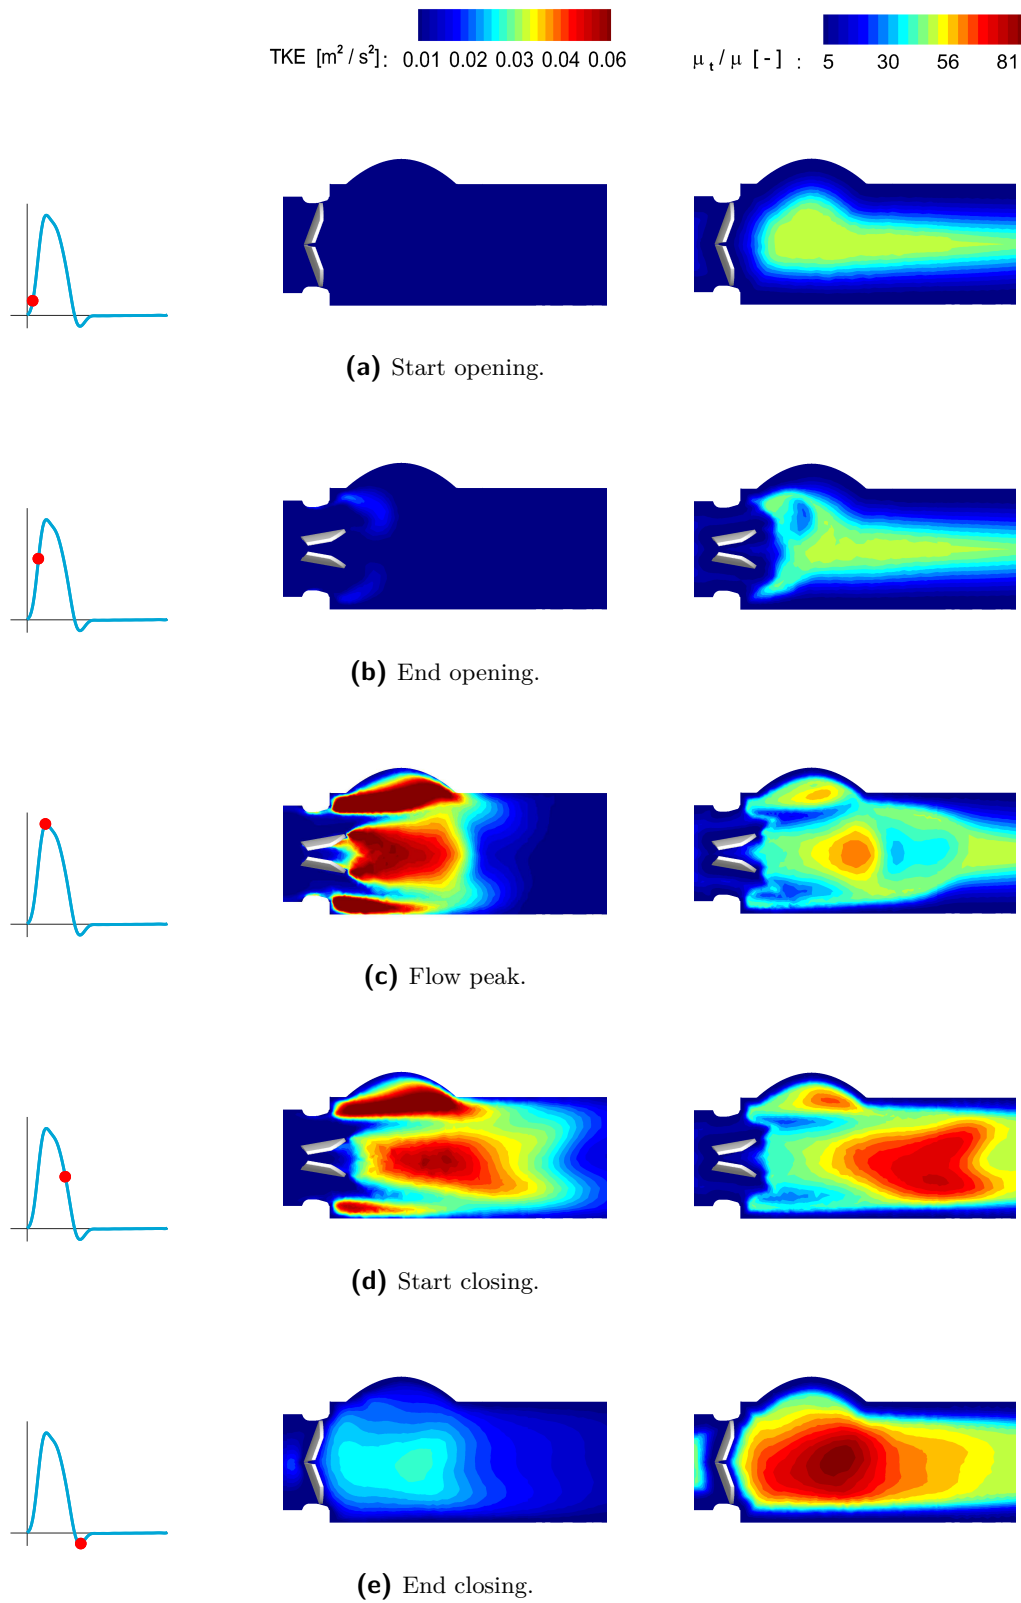 TKE [m² / s²]: 0.01 0.02 0.03 0.04 0.06
μ t / μ [ - ] : 5 30 56 81
(a) Start opening.
(b) End opening.
(c) Flow peak.
(d) Start closing.
(e) End closing.